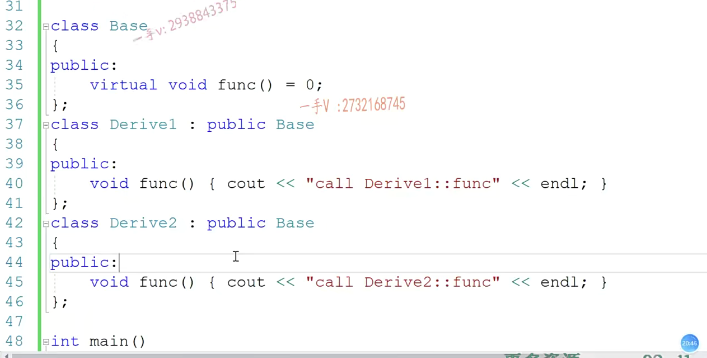 31
32 class Base
一手v:2938843375
33 {
34 public:
35 virtual void func() = 0;
36 };
一手V :2732168745
37 class Derive1 : public Base
38 {
39 public:
40 void func() { cout << "call Derive1::func" << endl; }
41 };
42 class Derive2 : public Base
43 {
44 public:
45 void func() { cout << "call Derive2::func" << endl; }
46 };
47
48 int main()
20:44